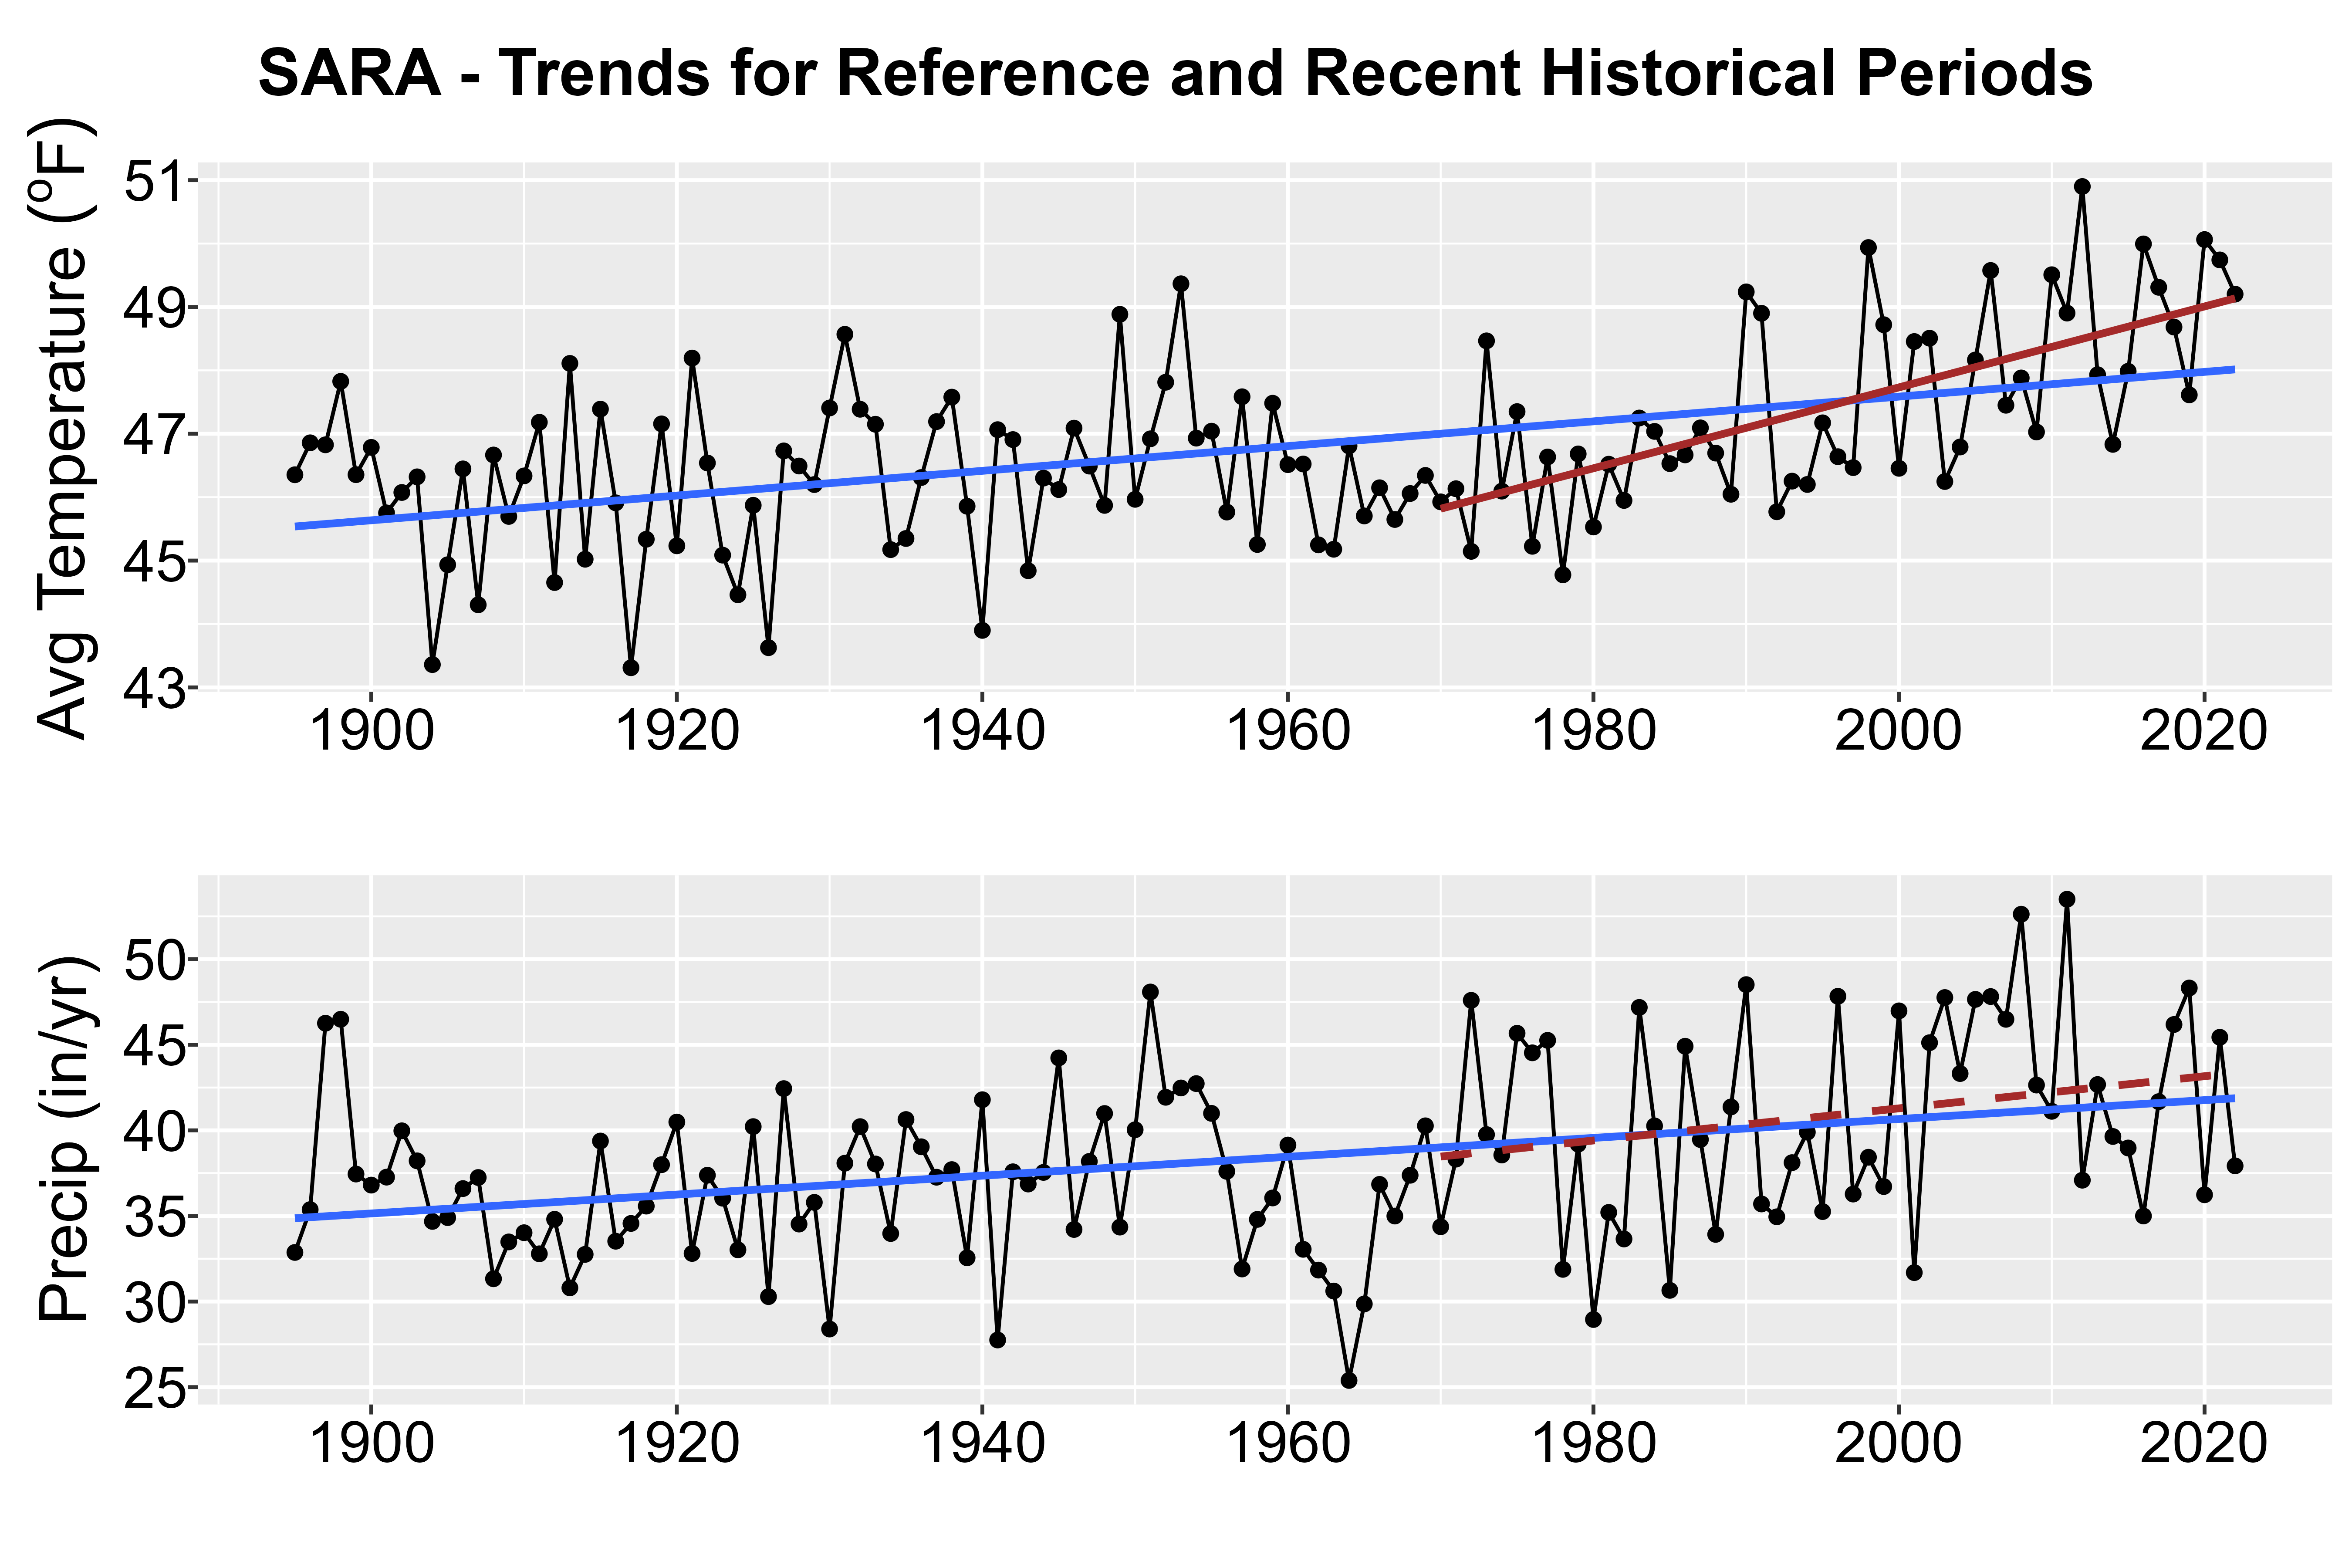 SARA - Trends for Reference and Recent Historical Periods
Avg Temperature (ºF)
51
49
47
45
43
1900 1920 1940 1960 1980 2000 2020
Precip (in/yr)
50
45
40
35
30
25
1900 1920 1940 1960 1980 2000 2020